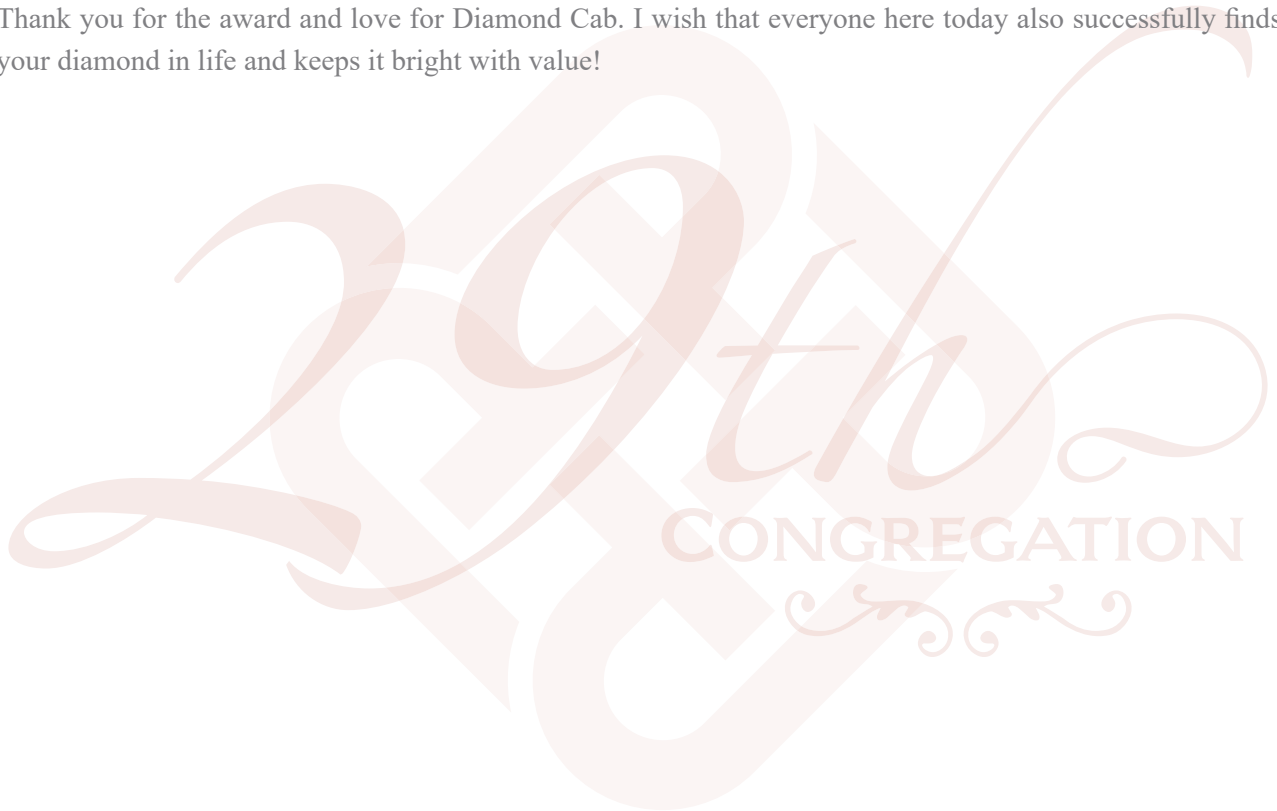 Thank you for the award and love for Diamond Cab. I wish that everyone here today also successfully finds
your diamond in life and keeps it bright with value!
29th
CONGREGATION